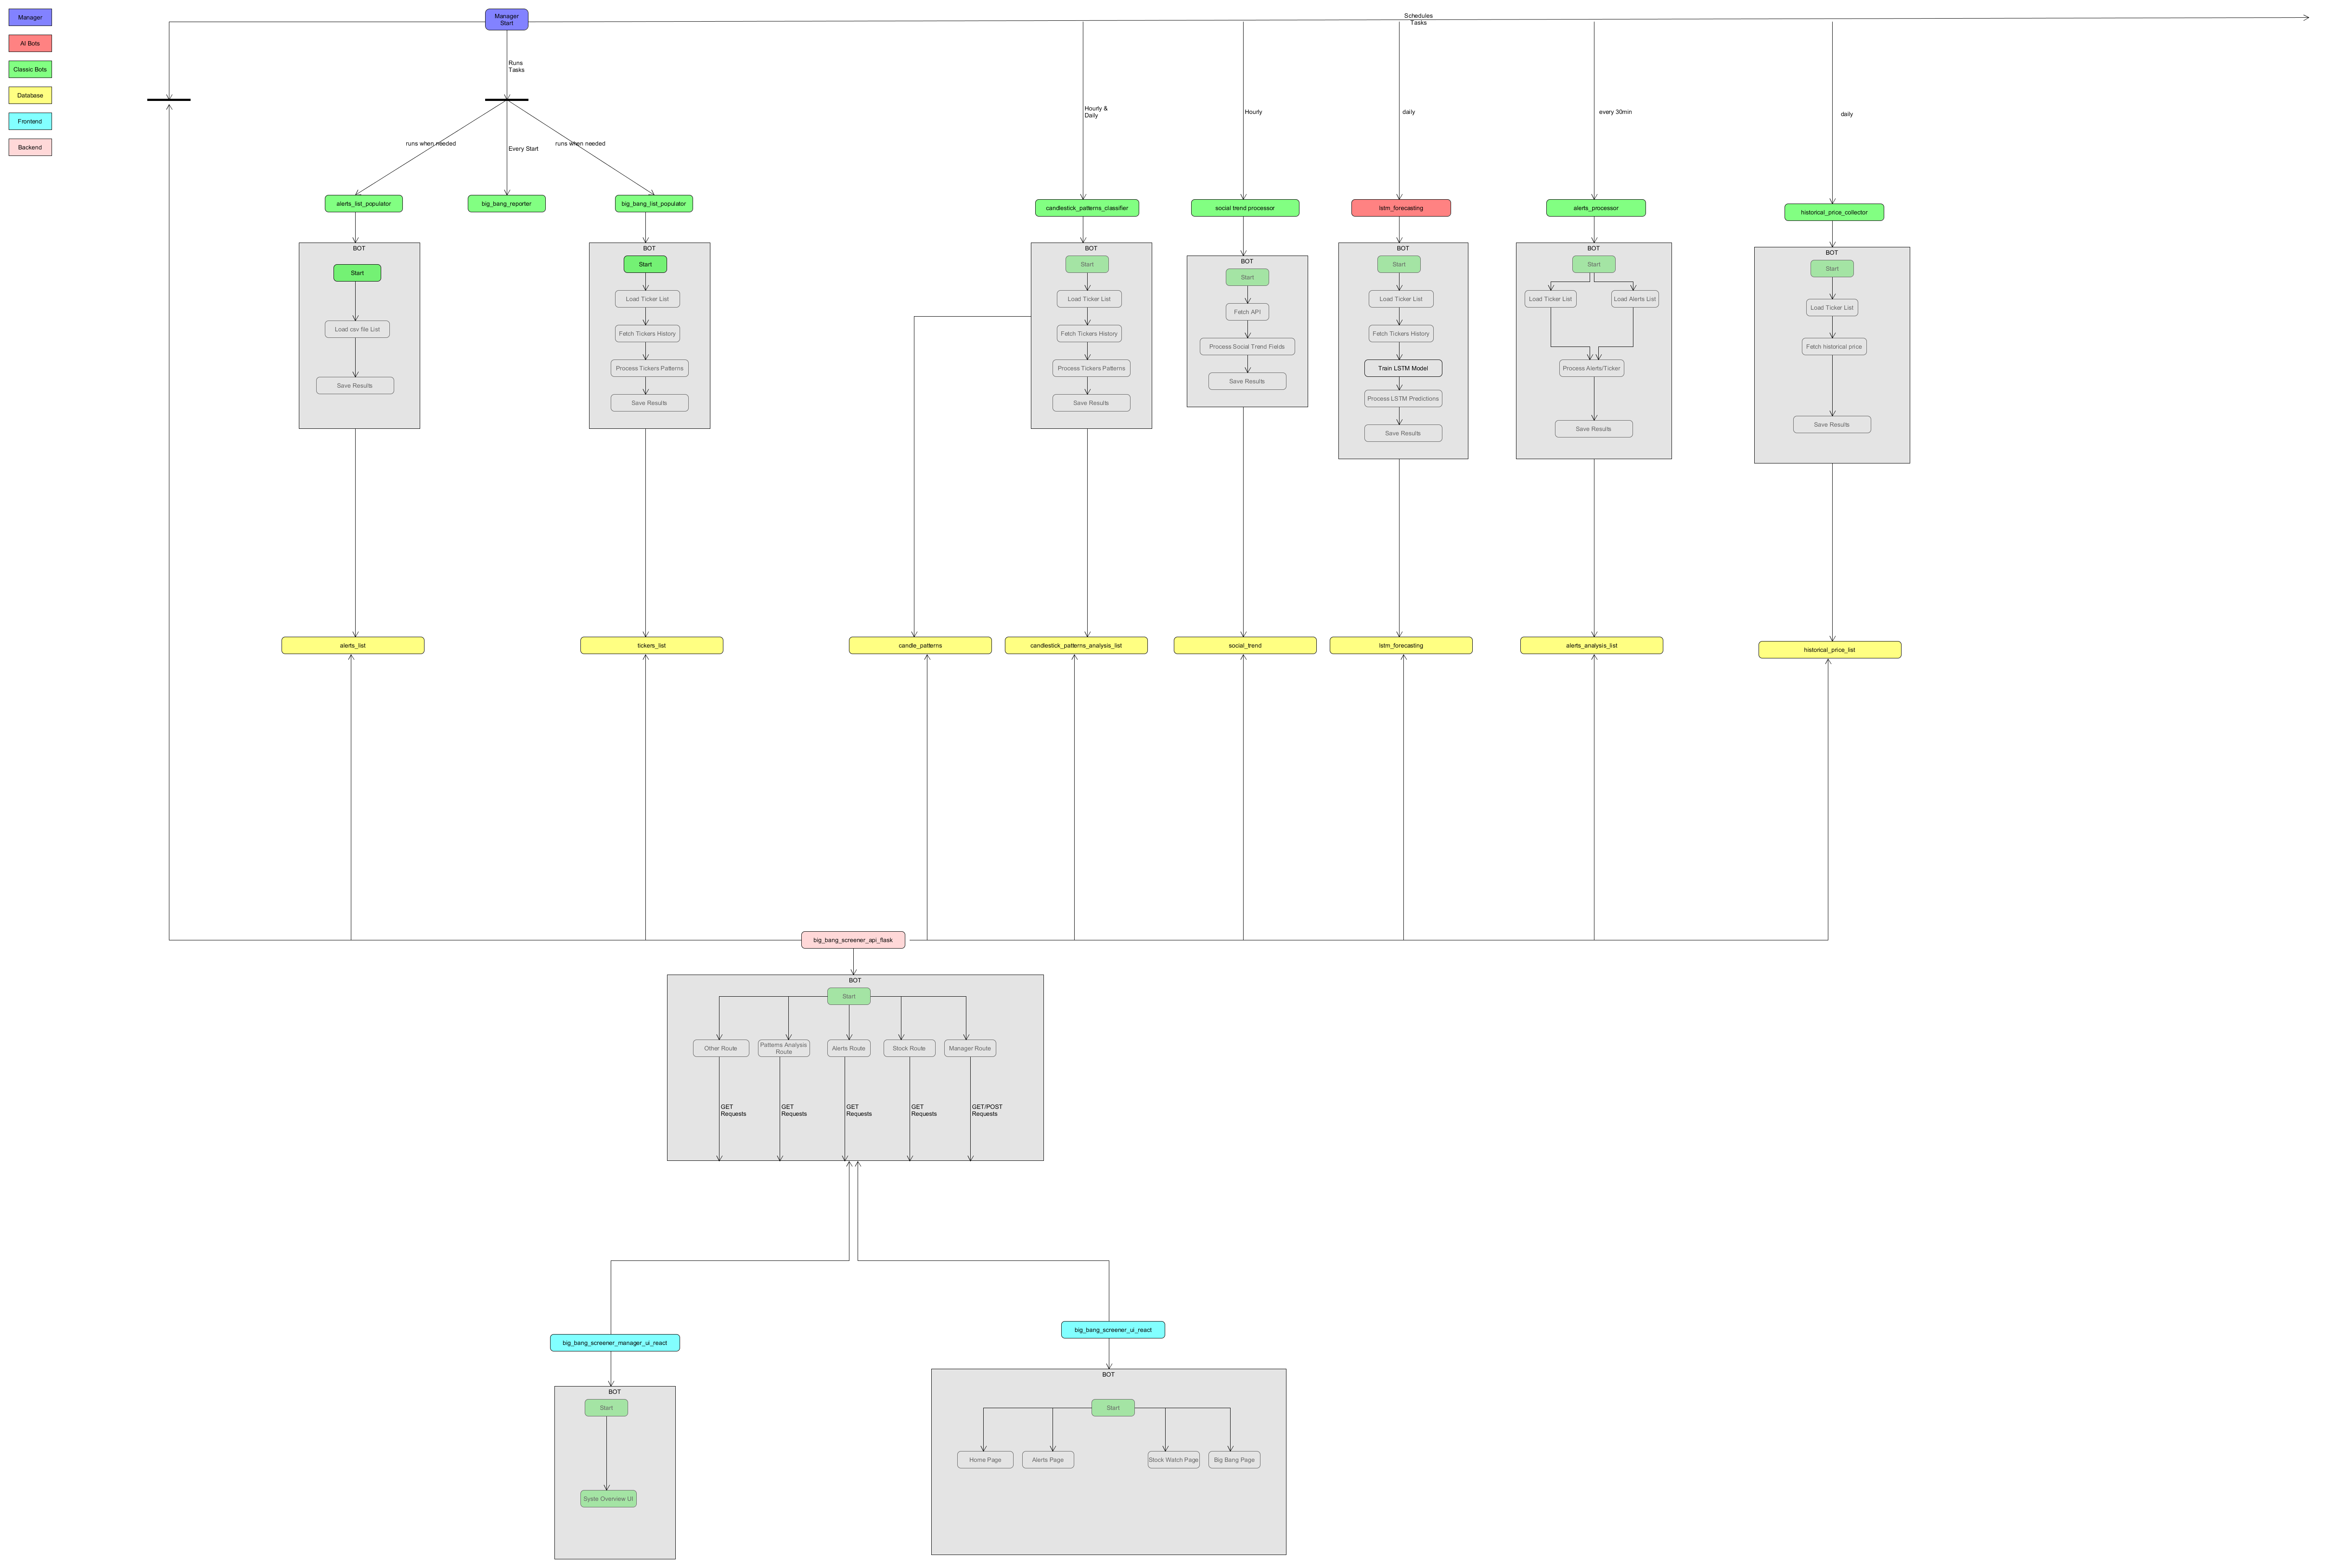 Manager
AI Bots
Classic Bots
Database
Frontend
Backend
Manager
Start
Schedules
Tasks
Runs
Tasks
Hourly &
Daily
Hourly
daily
every 30min
daily
runs when needed
Every Start
runs when needed
alerts_list_populator
big_bang_reporter
big_bang_list_populator
candlestick_patterns_classifier
social trend processor
lstm_forecasting
alerts_processor
historical_price_collector
BOT
Start
Load csv file List
Save Results
BOT
Start
Load Ticker List
Fetch Tickers History
Process Tickers Patterns
Save Results
BOT
Start
Load Ticker List
Fetch Tickers History
Process Tickers Patterns
Save Results
BOT
Start
Fetch API
Process Social Trend Fields
Save Results
BOT
Start
Load Ticker List
Fetch Tickers History
Train LSTM Model
Process LSTM Predictions
Save Results
BOT
Start
Load Ticker List
Load Alerts List
Process Alerts/Ticker
Save Results
BOT
Start
Load Ticker List
Fetch historical price
Save Results
alerts_list
tickers_list
candle_patterns
candlestick_patterns_analysis_list
social_trend
lstm_forecasting
alerts_analysis_list
historical_price_list
big_bang_screener_api_flask
BOT
Start
Other Route
Patterns Analysis
Route
Alerts Route
Stock Route
Manager Route
GET
Requests
GET
Requests
GET
Requests
GET
Requests
GET/POST
Requests
big_bang_screener_manager_ui_react
big_bang_screener_ui_react
BOT
Start
Syste Overview UI
BOT
Start
Home Page
Alerts Page
Stock Watch Page
Big Bang Page